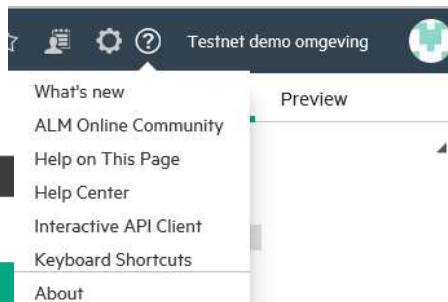 Testnet demo omgeving
What's new
Preview
ALM Online Community
Help on This Page
Help Center
Interactive API Client
Keyboard Shortcuts
About